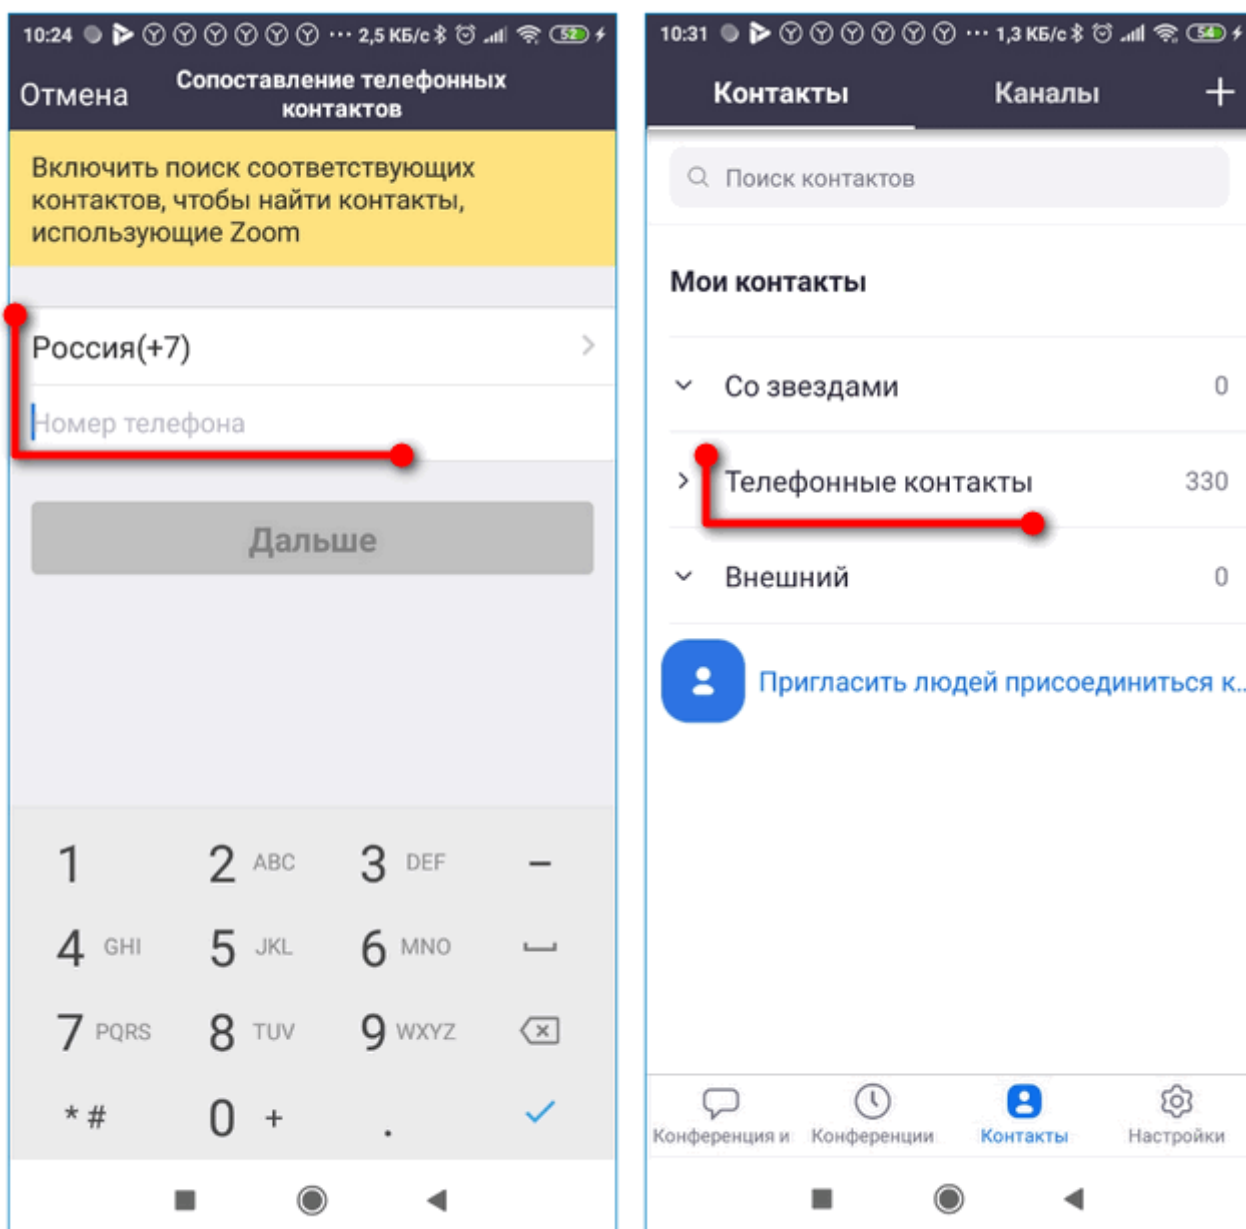 10:24 ··· 2,5 КБ/с 52
Отмена
Сопоставление телефонных
контактов
Включить поиск соответствующих
контактов, чтобы найти контакты,
использующие Zoom
Россия(+7)
Номер телефона
Дальше
1 2 ABC 3 DEF –
4 GHI 5 JKL 6 MNO
7 PQRS 8 TUV 9 WXYZ
* # 0 + .
10:31 ··· 1,3 КБ/с 54
Контакты Каналы +
Поиск контактов
Мои контакты
Со звездами 0
Телефонные контакты 330
Внешний 0
Пригласить людей присоединиться к..
Конференция и Конференции Контакты Настройки